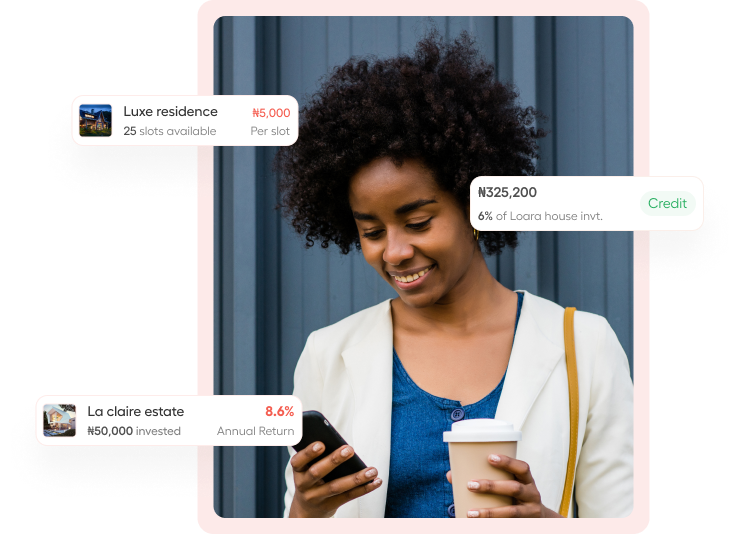 Luxe residence
₦5,000
25 slots available
Per slot
₦325,200
6% of Loara house invt.
Credit
La claire estate
8.6%
₦50,000 invested
Annual Return